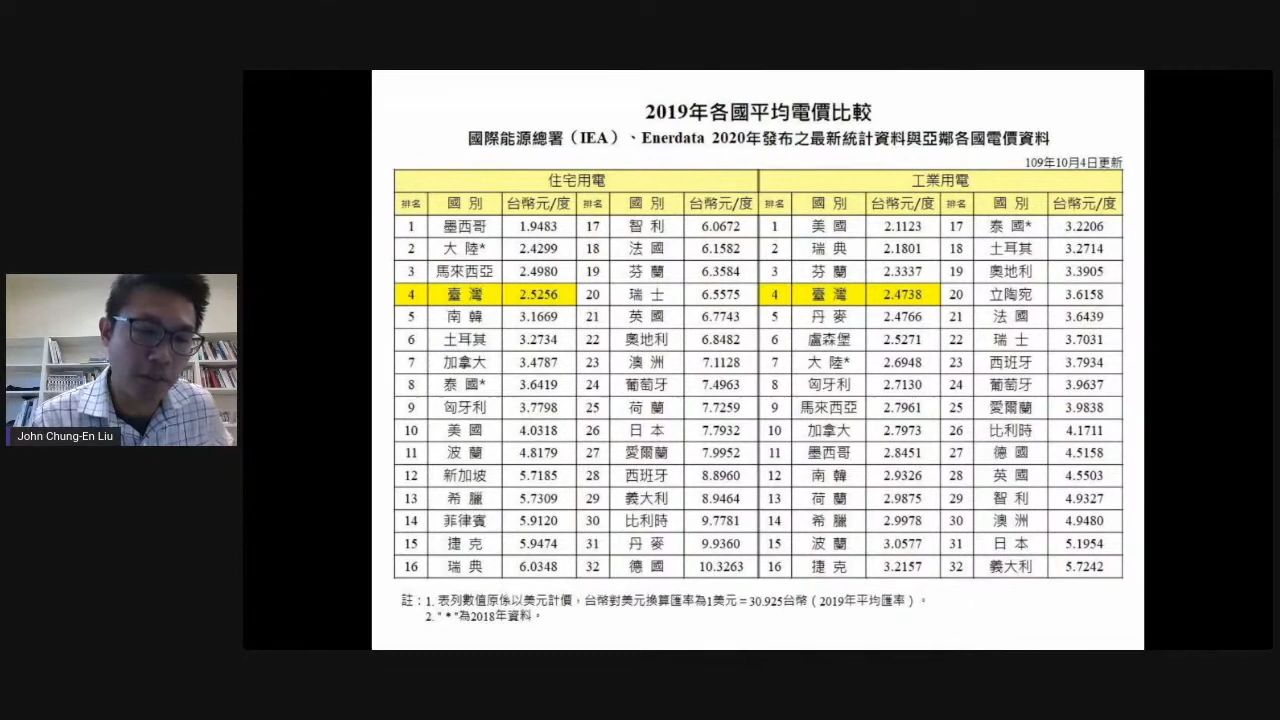 2019年各國平均電價比較
國際能源總署（IEA）、Enerdata 2020年發布之最新統計資料與亞鄰各國電價資料
109年10月4日更新
住宅用電 工業用電
排名 國 別 台幣元/度 排名 國 別 台幣元/度 排名 國 別 台幣元/度 排名 國 別 台幣元/度
1 墨西哥 1.9483 17 智 利 6.0672 1 美 國 2.1123 17 泰 國* 3.2206
2 大 陸* 2.4299 18 法 國 6.1582 2 瑞 典 2.1801 18 土耳其 3.2714
3 馬來西亞 2.4980 19 芬 蘭 6.3584 3 芬 蘭 2.3337 19 奧地利 3.3905
4 臺 灣 2.5256 20 瑞 士 6.5575 4 臺 灣 2.4738 20 立陶宛 3.6158
5 南 韓 3.1669 21 英 國 6.7743 5 丹 麥 2.4766 21 法 國 3.6439
6 土耳其 3.2734 22 奧地利 6.8482 6 盧森堡 2.5271 22 瑞 士 3.7031
7 加拿大 3.4787 23 澳 洲 7.1128 7 大 陸* 2.6948 23 西班牙 3.7934
8 泰 國* 3.6419 24 葡萄牙 7.4963 8 匈牙利 2.7130 24 葡萄牙 3.9637
9 匈牙利 3.7798 25 荷 蘭 7.7259 9 馬來西亞 2.7961 25 愛爾蘭 3.9838
10 美 國 4.0318 26 日 本 7.7932 10 加拿大 2.7973 26 比利時 4.1711
11 波 蘭 4.8179 27 愛爾蘭 7.9952 11 墨西哥 2.8451 27 德 國 4.5158
12 新加坡 5.7185 28 西班牙 8.8960 12 南 韓 2.9326 28 英 國 4.5503
13 希 臘 5.7309 29 義大利 8.9464 13 荷 蘭 2.9875 29 智 利 4.9327
14 菲律賓 5.9120 30 比利時 9.7781 14 希 臘 2.9978 30 澳 洲 4.9480
15 捷 克 5.9474 31 丹 麥 9.9360 15 波 蘭 3.0577 31 日 本 5.1954
16 瑞 典 6.0348 32 德 國 10.3263 16 捷 克 3.2157 32 義大利 5.7242
註：1. 表列數值原係以美元計價，台幣對美元換算匯率為1美元＝30.925台幣（2019年平均匯率）。
2. "*"為2018年資料。
John Chung-En Liu